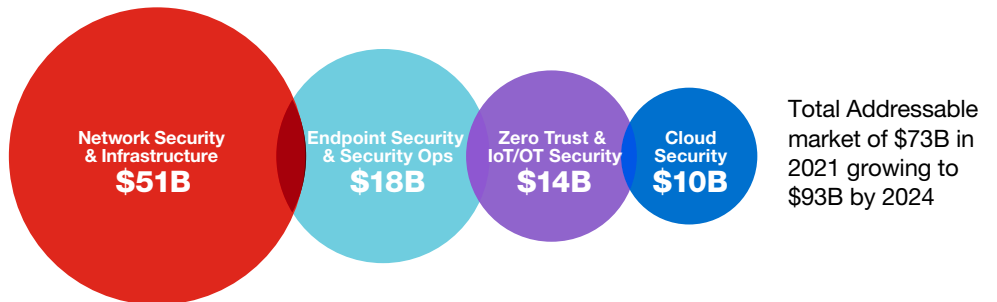 Network Security
& Infrastructure
$51B
Endpoint Security
& Security Ops
$18B
Zero Trust &
IoT/OT Security
$14B
Cloud
Security
$10B
Total Addressable
market of $73B in
2021 growing to
$93B by 2024